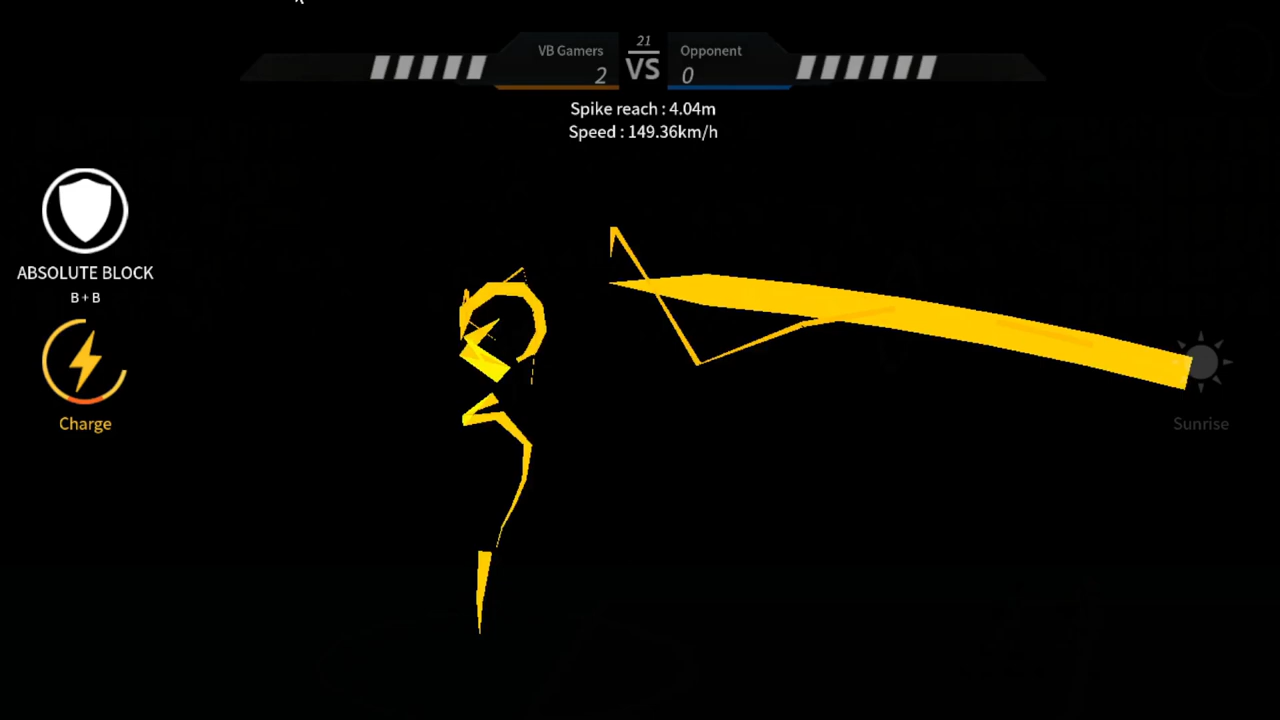 21
VB Gamers VS Opponent
2 0
Spike reach : 4.04m
Speed : 149.36km/h
ABSOLUTE BLOCK
B + B
Charge
Sunrise